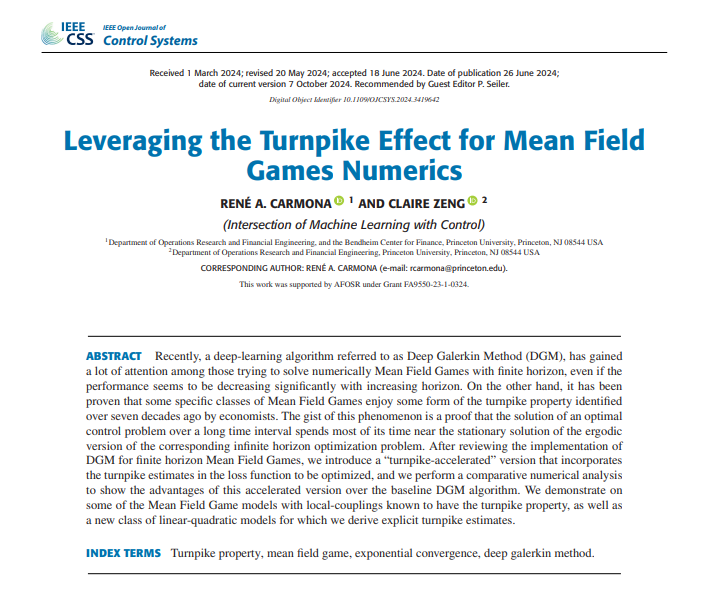 IEEE CSS IEEE Open Journal of
Control Systems
Received 1 March 2024; revised 20 May 2024; accepted 18 June 2024. Date of publication 26 June 2024;
date of current version 7 October 2024. Recommended by Guest Editor P. Seiler.
Digital Object Identifier 10.1109/OJCSYS.2024.3419642
Leveraging the Turnpike Effect for Mean Field
Games Numerics
RENÉ A. CARMONA 1 AND CLAIRE ZENG 2
(Intersection of Machine Learning with Control)
1Department of Operations Research and Financial Engineering, and the Bendheim Center for Finance, Princeton University, Princeton, NJ 08544 USA
2Department of Operations Research and Financial Engineering, Princeton University, Princeton, NJ 08544 USA
CORRESPONDING AUTHOR: RENÉ A. CARMONA (e-mail: rcarmona@princeton.edu).
This work was supported by AFOSR under Grant FA9550-23-1-0324.
ABSTRACT Recently, a deep-learning algorithm referred to as Deep Galerkin Method (DGM), has gained
a lot of attention among those trying to solve numerically Mean Field Games with finite horizon, even if the
performance seems to be decreasing significantly with increasing horizon. On the other hand, it has been
proven that some specific classes of Mean Field Games enjoy some form of the turnpike property identified
over seven decades ago by economists. The gist of this phenomenon is a proof that the solution of an optimal
control problem over a long time interval spends most of its time near the stationary solution of the ergodic
version of the corresponding infinite horizon optimization problem. After reviewing the implementation of
DGM for finite horizon Mean Field Games, we introduce a “turnpike-accelerated” version that incorporates
the turnpike estimates in the loss function to be optimized, and we perform a comparative numerical analysis
to show the advantages of this accelerated version over the baseline DGM algorithm. We demonstrate on
some of the Mean Field Game models with local-couplings known to have the turnpike property, as well as
a new class of linear-quadratic models for which we derive explicit turnpike estimates.
INDEX TERMS Turnpike property, mean field game, exponential convergence, deep galerkin method.